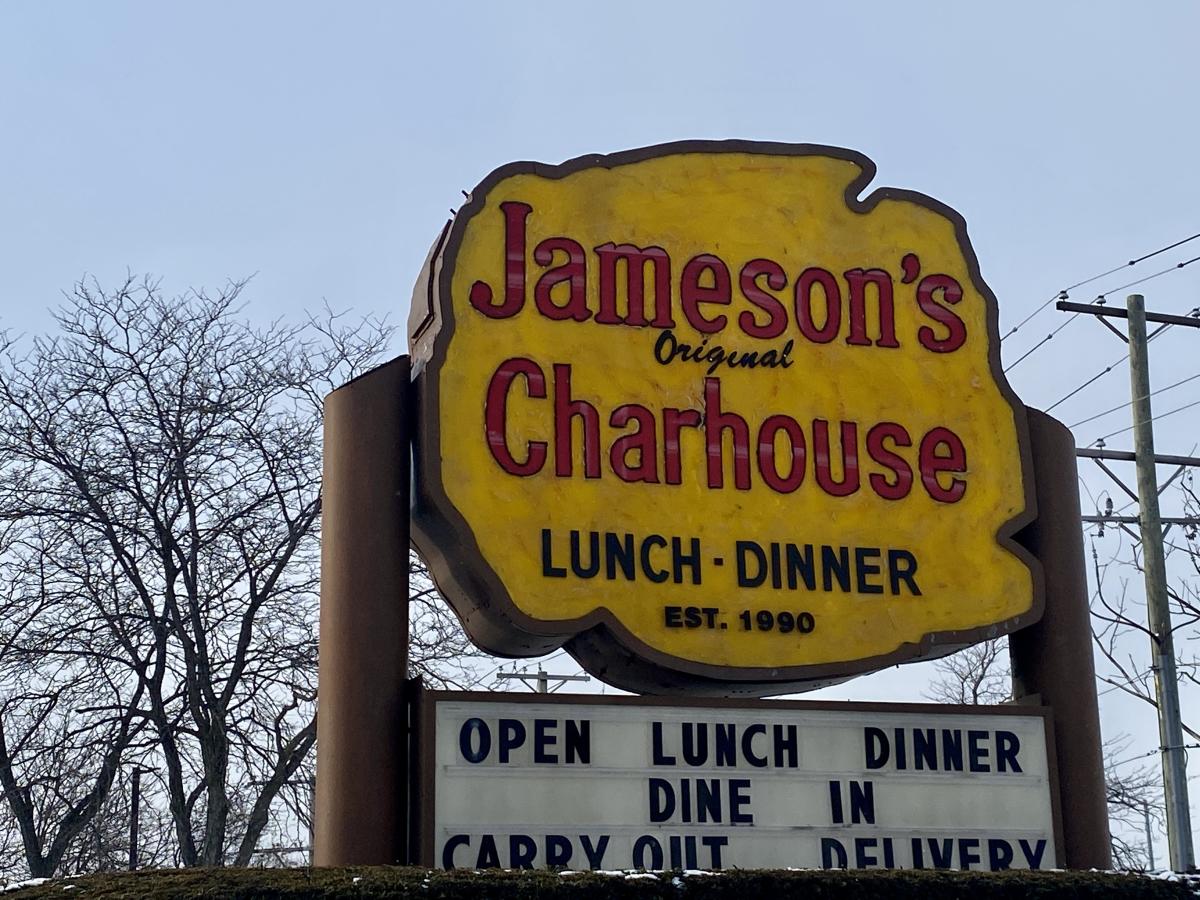 Jameson's
Original
Charhouse
LUNCH · DINNER
EST. 1990
OPEN LUNCH DINNER
DINE IN
CARRY OUT DELIVERY